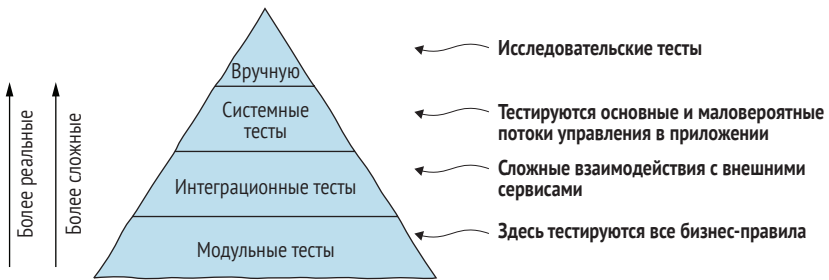 Более реальные
Более сложные
Вручную
Системные
тесты
Интеграционные тесты
Модульные тесты
Исследовательские тесты
Тестируются основные и маловероятные
потоки управления в приложении
Сложные взаимодействия с внешними
сервисами
Здесь тестируются все бизнес-правила